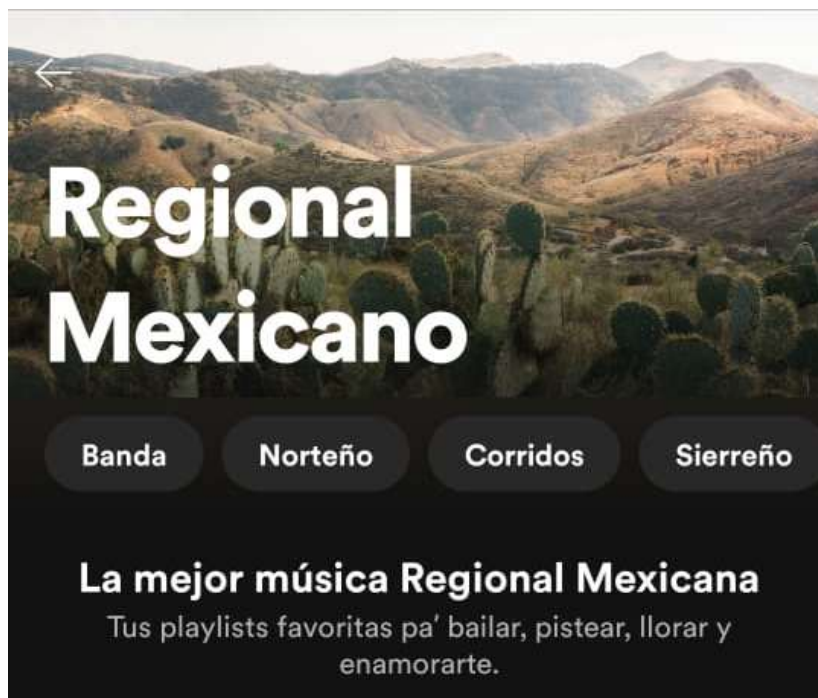 Regional
Mexicano
Banda
Norteño
Corridos
Sierreño
La mejor música Regional Mexicana
Tus playlists favoritas pa' bailar, pistear, llorar y
enamorarte.